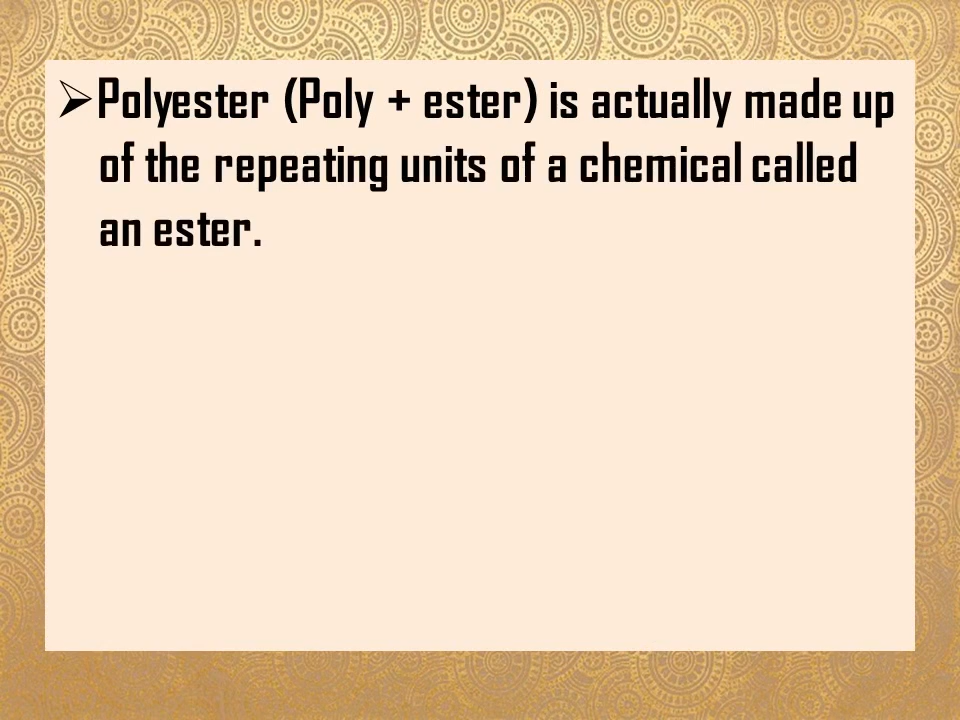 ➢Polyester (Poly + ester) is actually made up
of the repeating units of a chemical called
an ester.